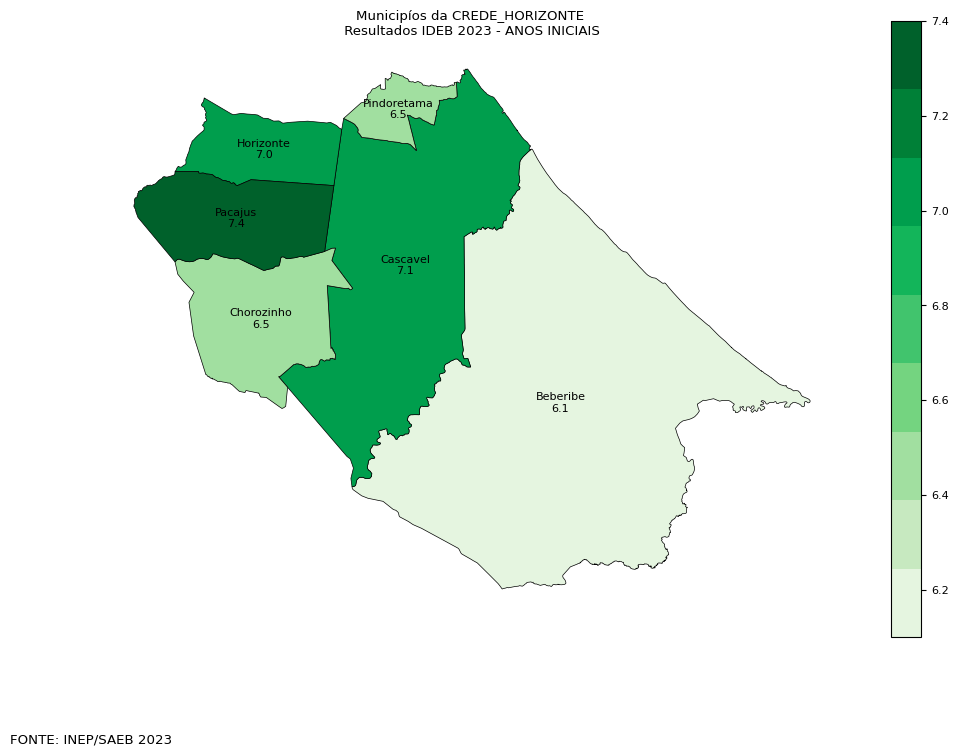 Municipíos da CREDE_HORIZONTE
Resultados IDEB 2023 - ANOS INICIAIS
Pindoretama
6.5
Horizonte
7.0
Pacajus
7.4
Cascavel
7.1
Chorozinho
6.5
Beberibe
6.1
7.4
7.2
7.0
6.8
6.6
6.4
6.2
FONTE: INEP/SAEB 2023